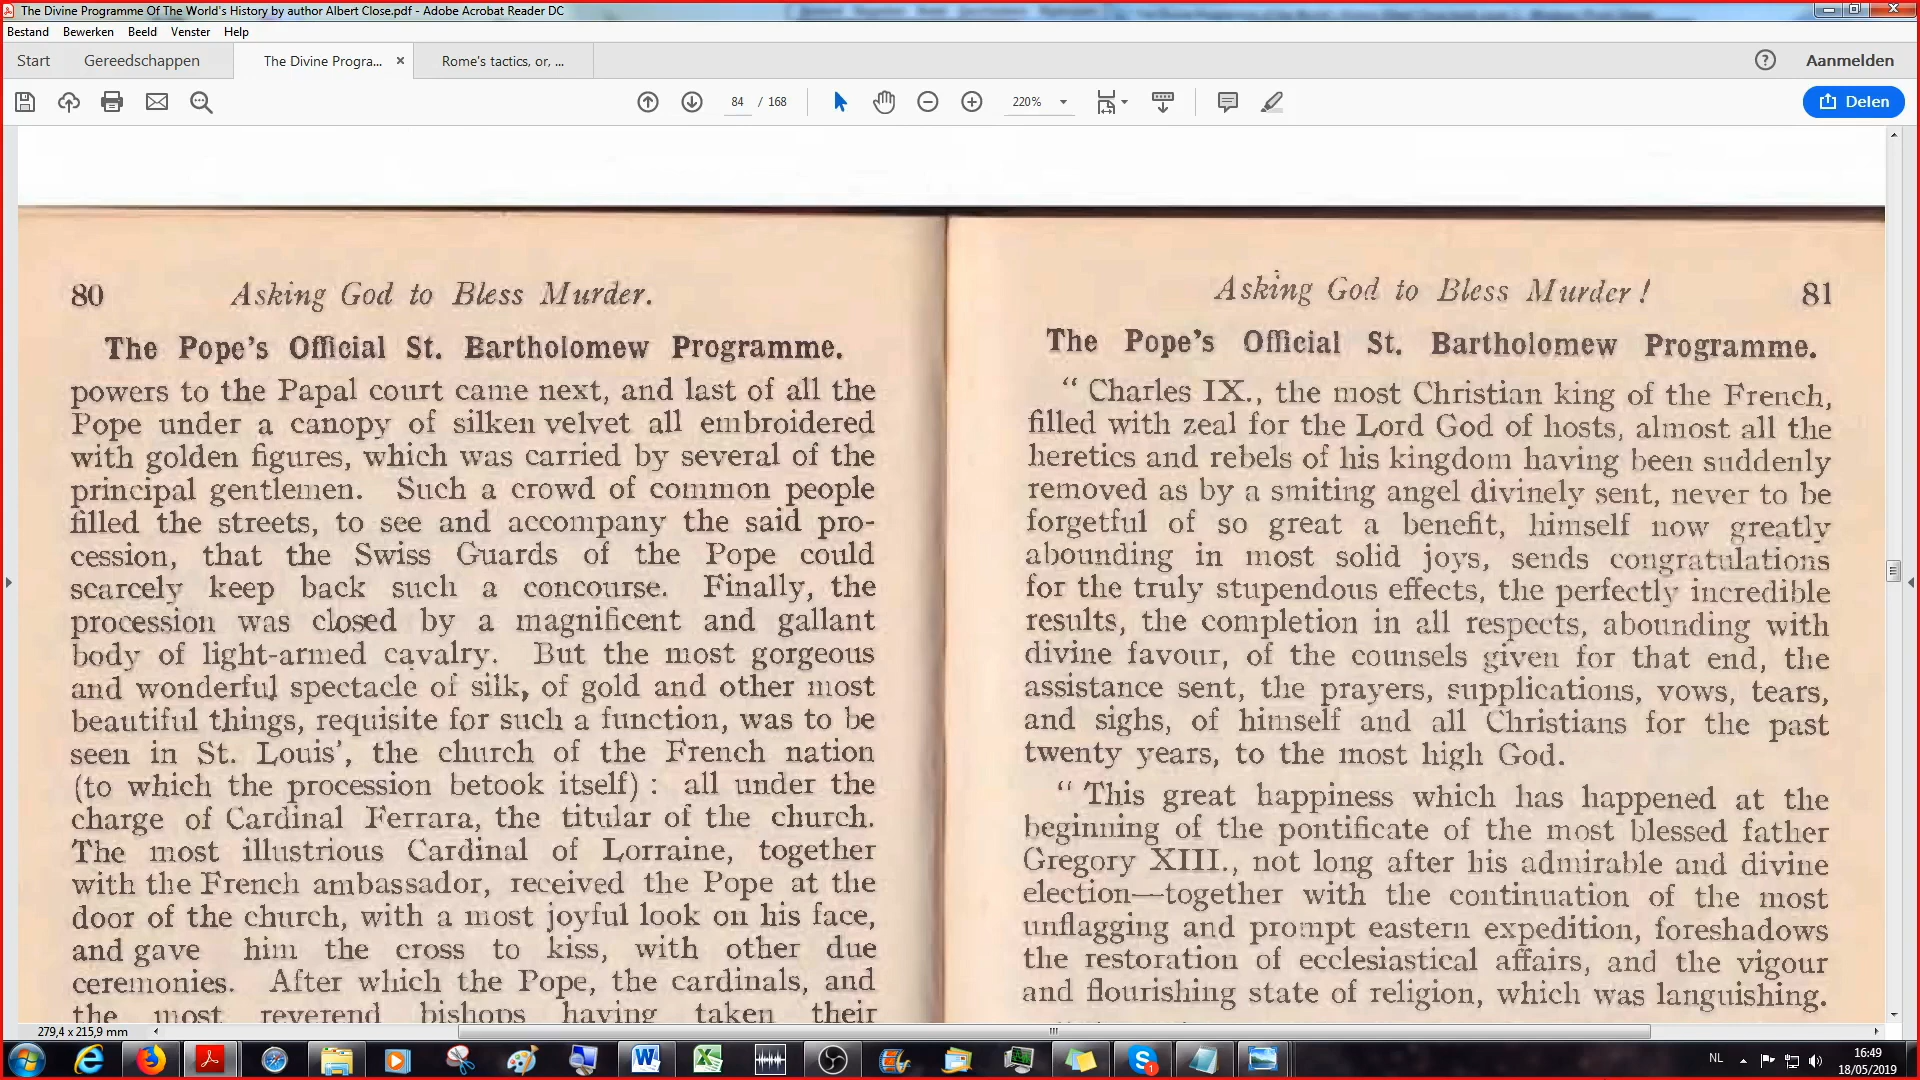 The Divine Programme Of The World's History by author Albert Close.pdf - Adobe Acrobat Reader DC
Bestand Bewerken Beeld Venster Help
Start Gereedschappen The Divine Progra... × Rome's tactics, or, ... Aanmelden
84 / 168 220% Delen
80 Asking God to Bless Murder.
The Pope's Official St. Bartholomew Programme.
powers to the Papal court came next, and last of all the
Pope under a canopy of silken velvet all embroidered
with golden figures, which was carried by several of the
principal gentlemen. Such a crowd of common people
filled the streets, to see and accompany the said pro-
cession, that the Swiss Guards of the Pope could
scarcely keep back such a concourse. Finally, the
procession was closed by a magnificent and gallant
body of light-armed cavalry. But the most gorgeous
and wonderful spectacle of silk, of gold and other most
beautiful things, requisite for such a function, was to be
seen in St. Louis', the church of the French nation
(to which the procession betook itself) : all under the
charge of Cardinal Ferrara, the titular of the church.
The most illustrious Cardinal of Lorraine, together
with the French ambassador, received the Pope at the
door of the church, with a most joyful look on his face,
and gave him the cross to kiss, with other due
ceremonies. After which the Pope, the cardinals, and
the most reverend bishops having taken their
Asking God to Bless Murder ! 81
The Pope's Official St. Bartholomew Programme.
" Charles IX., the most Christian king of the French,
filled with zeal for the Lord God of hosts, almost all the
heretics and rebels of his kingdom having been suddenly
removed as by a smiting angel divinely sent, never to be
forgetful of so great a benefit, himself now greatly
abounding in most solid joys, sends congratulations
for the truly stupendous effects, the perfectly incredible
results, the completion in all respects, abounding with
divine favour, of the counsels given for that end, the
assistance sent, the prayers, supplications, vows, tears,
and sighs, of himself and all Christians for the past
twenty years, to the most high God.
" This great happiness which has happened at the
beginning of the pontificate of the most blessed father
Gregory XIII., not long after his admirable and divine
election—together with the continuation of the most
unflagging and prompt eastern expedition, foreshadows
the restoration of ecclesiastical affairs, and the vigour
and flourishing state of religion, which was languishing.
279,4 x 215,9 mm
NL 16:49
18/05/2019